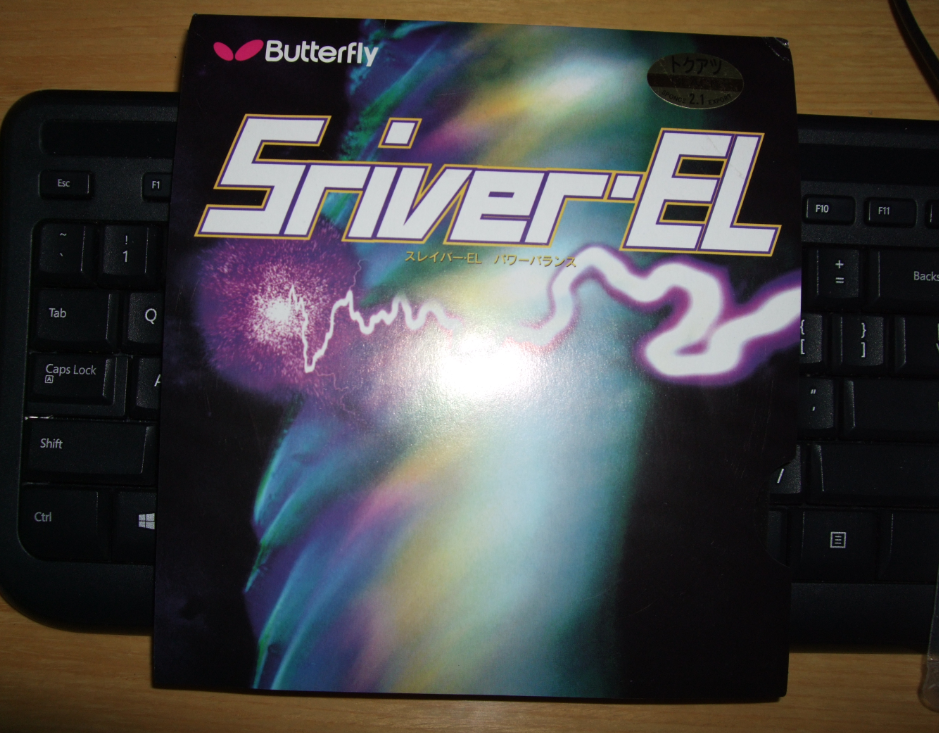 Butterfly
トクアツ
2.1
Sriver·EL
スレイバー·EL パワーバランス
Esc
F1
F10
F11
~
`
!
1
+
=
Backs
Tab
Q
{
[
}
]
Caps Lock
A
A
"
'
Shift
/
Ctrl